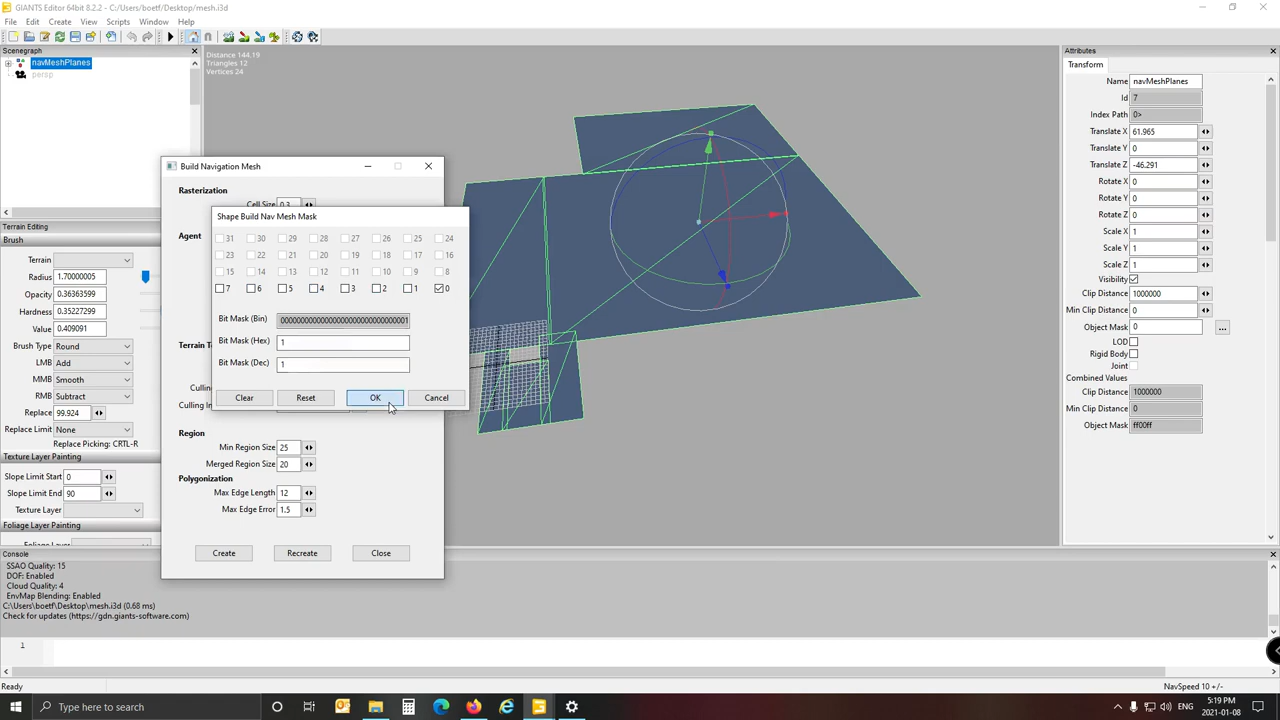 GIANTS Editor 64bit 8.2.2 - C:/Users/boetf/Desktop/mesh.i3d
File Edit Create View Scripts Window Help
Scenegraph
navMeshPlanes
persp
Terrain Editing
Brush
Terrain
Radius 1.70000005
Opacity 0.36363599
Hardness 0.35227299
Value 0.409091
Brush Type Round
LMB Add
MMB Smooth
RMB Subtract
Replace 99.924
Replace Limit None
Replace Picking: CRTL-R
Texture Layer Painting
Slope Limit Start 0
Slope Limit End 90
Texture Layer
Foliage Layer Painting
Distance 144.19
Triangles 12
Vertices 24
Build Navigation Mesh
Rasterization
Cell Size 0.3
Agent
Shape Build Nav Mesh Mask
31 30 29 28 27 26 25 24
23 22 21 20 19 18 17 16
15 14 13 12 11 10 9 8
7 6 5 4 3 2 1 0
Bit Mask (Bin)
Bit Mask (Hex) 1
Bit Mask (Dec) 1
Clear Reset OK Cancel
Region
Min Region Size 25
Merged Region Size 20
Polygonization
Max Edge Length 12
Max Edge Error 1.5
Create Recreate Close
Attributes
Transform
Name navMeshPlanes
Id 7
Index Path 0>
Translate X 61.965
Translate Y 0
Translate Z -46.291
Rotate X 0
Rotate Y 0
Rotate Z 0
Scale X 1
Scale Y 1
Scale Z 1
Visibility
Clip Distance 1000000
Min Clip Distance 0
Object Mask 0 ...
LOD
Rigid Body
Joint
Combined Values
Clip Distance 1000000
Min Clip Distance 0
Object Mask ff00ff
Console
SSAO Quality: 15
DOF: Enabled
Cloud Quality: 4
EnvMap Blending: Enabled
C:\Users\boetf\Desktop\mesh.i3d (0.68 ms)
Check for updates (https://gdn.giants-software.com)
1
Ready
NavSpeed 10 +/-
Type here to search
ENG
5:19 PM
2021-01-08